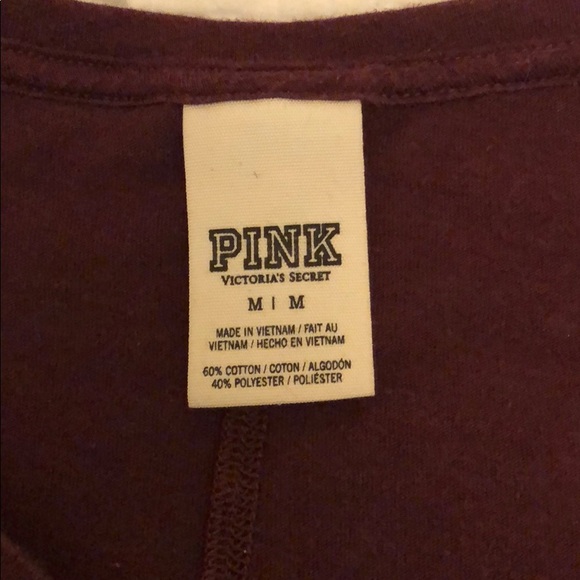 PINK
VICTORIA'S SECRET
M | M
MADE IN VIETNAM / FAIT AU
VIETNAM / HECHO EN VIETNAM
60% COTTON / COTON / ALGODÓN
40% POLYESTER / POLIÉSTER